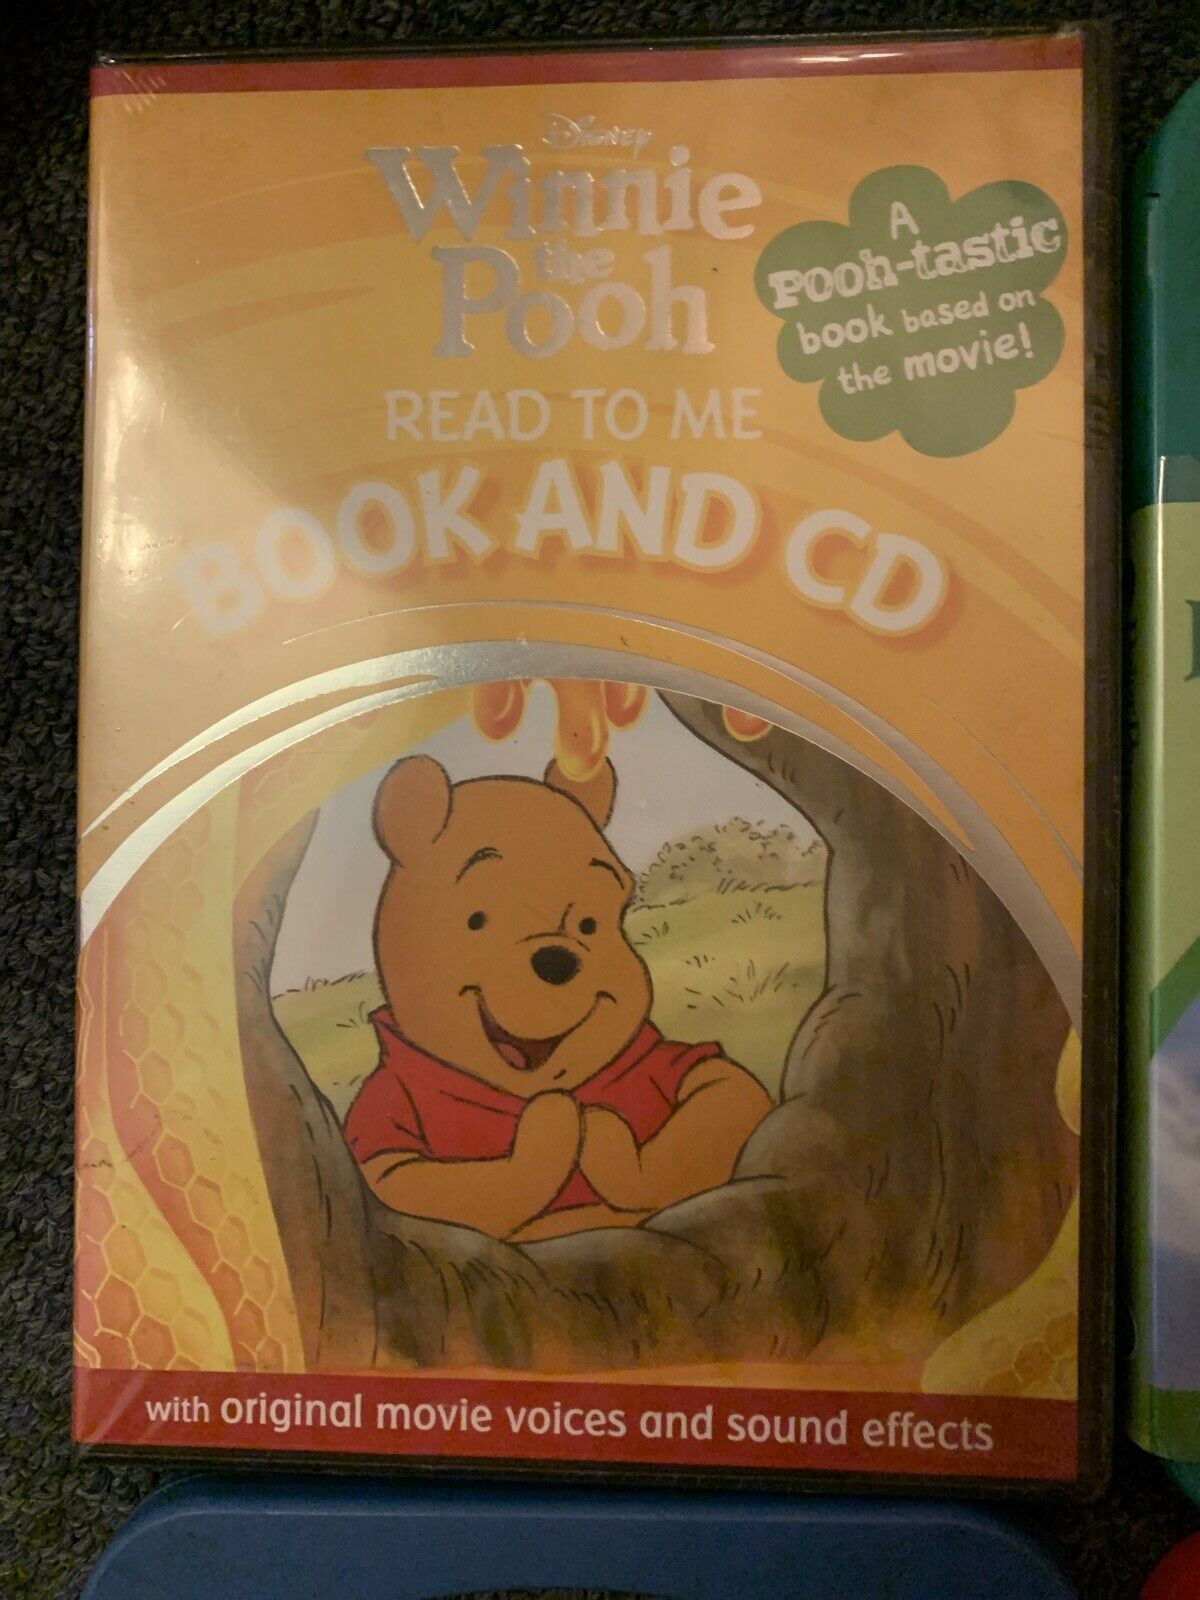 Disney
Winnie
the
Pooh
A
Pooh-tastic
book based on
the movie!
READ TO ME
BOOK AND CD
with original movie voices and sound effects